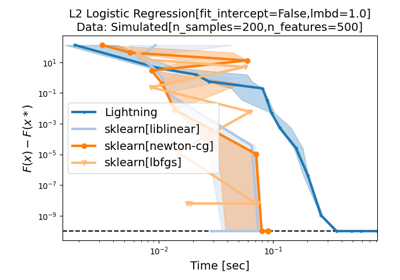 L2 Logistic Regression[fit_intercept=False,lmbd=1.0]
Data: Simulated[n_samples=200,n_features=500]
F(x) − F(x*)
10¹
10⁻¹
10⁻³
10⁻⁵
10⁻⁷
10⁻⁹
Lightning
sklearn[liblinear]
sklearn[newton-cg]
sklearn[lbfgs]
10⁻²
10⁻¹
Time [sec]